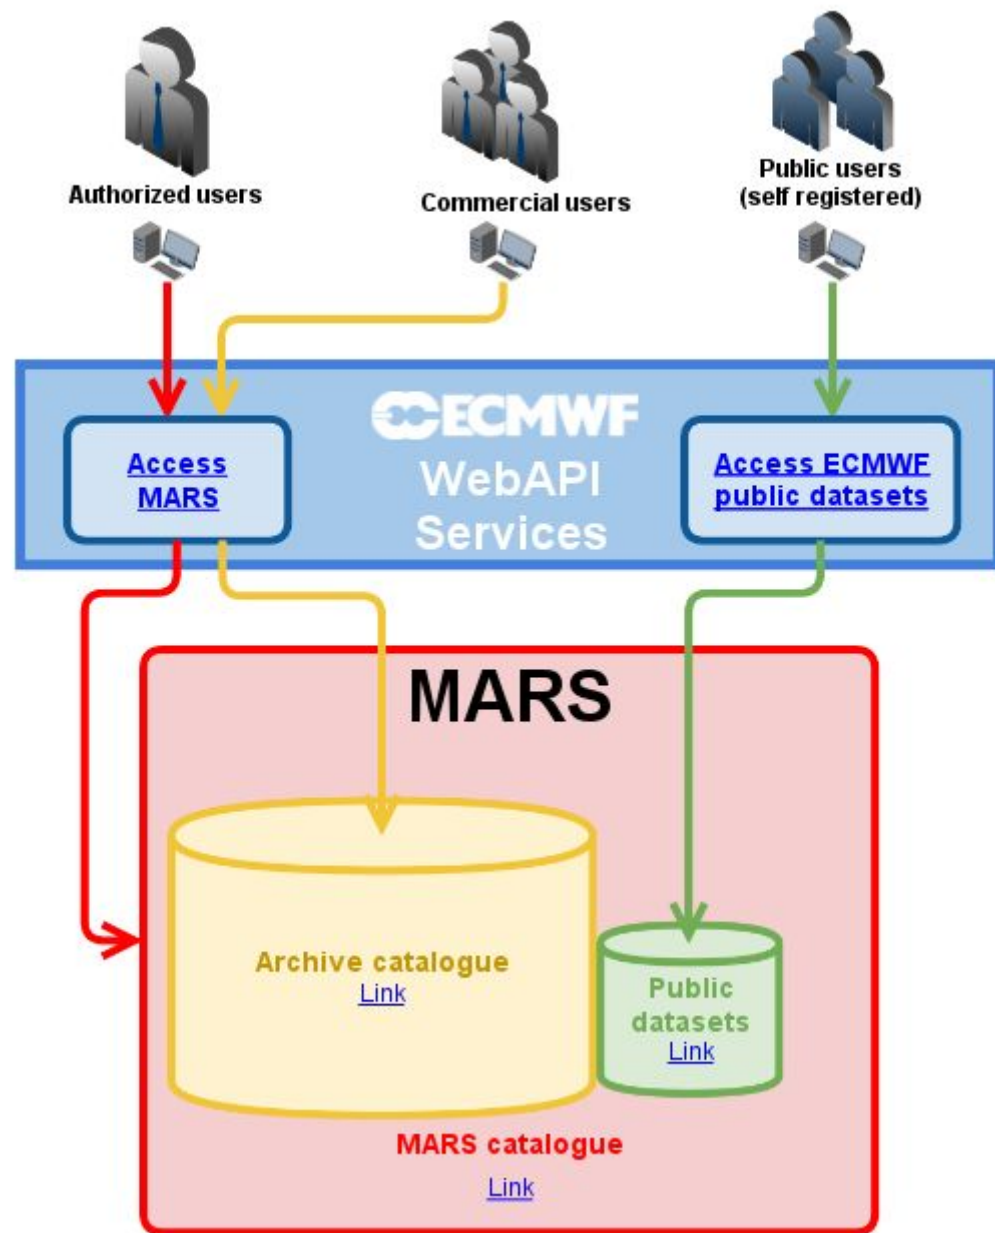 Authorized users
Commercial users
Public users
(self registered)
ECMWF
WebAPI
Services
Access
MARS
Access ECMWF
public datasets
MARS
Archive catalogue
Link
Public
datasets
Link
MARS catalogue
Link